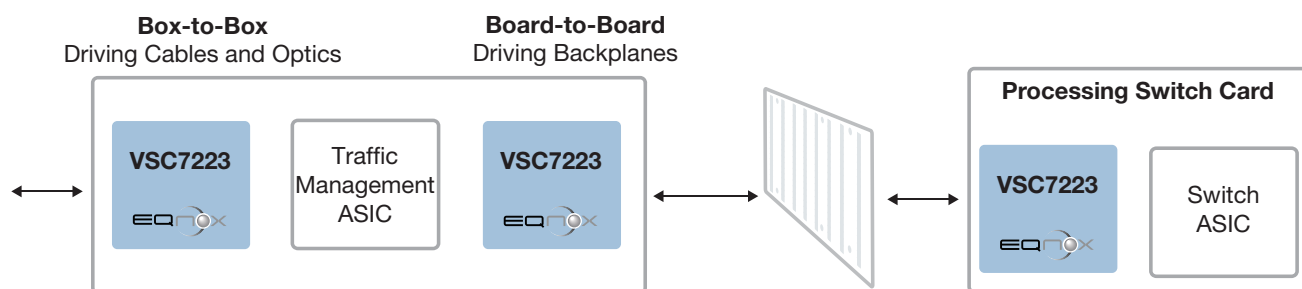 Box-to-Box
Driving Cables and Optics
Board-to-Board
Driving Backplanes
VSC7223
EQNOX
Traffic
Management
ASIC
VSC7223
EQNOX
Processing Switch Card
VSC7223
EQNOX
Switch
ASIC